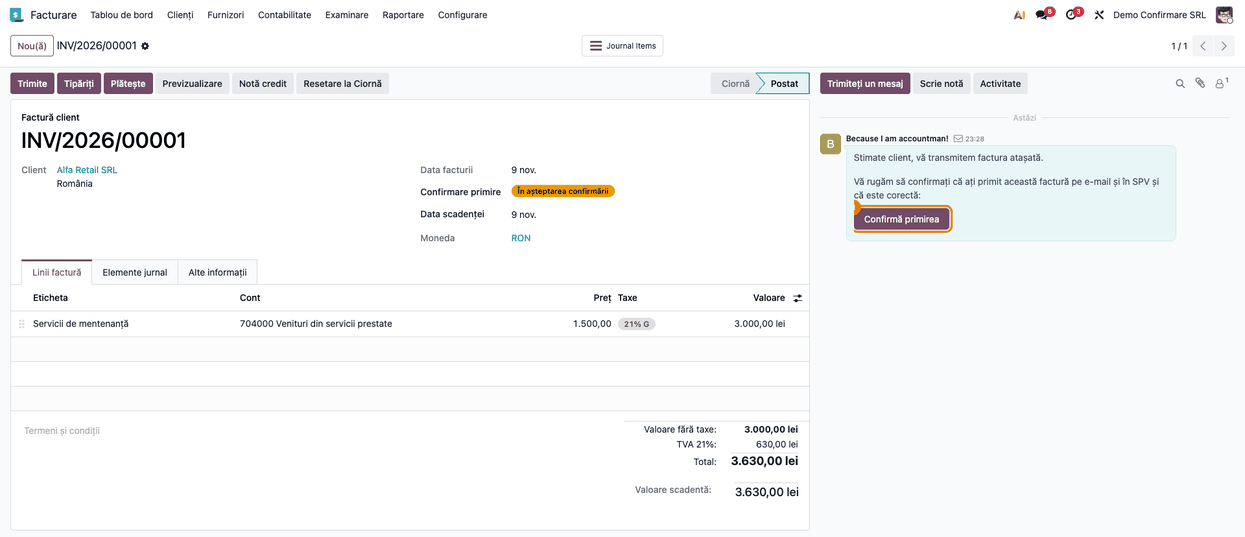 Facturare Tablou de bord Clienți Furnizori Contabilitate Examinare Raportare Configurare AI 8 3 Demo Confirmare SRL
Nou(ă) INV/2026/00001 Journal Items 1 / 1
Trimite Tipăriți Plătește Previzualizare Notă credit Resetare la Ciornă Ciornă Postat
Trimiteți un mesaj Scrie notă Activitate 1
Factură client
INV/2026/00001
Client Alfa Retail SRL
România
Data facturii 9 nov.
Confirmare primire În așteptarea confirmării
Data scadenței 9 nov.
Moneda RON
Linii factură Elemente jurnal Alte informații
Eticheta Cont Preț Taxe Valoare
Servicii de mentenanță 704000 Venituri din servicii prestate 1.500,00 21% G 3.000,00 lei
Termeni și condiții
Valoare fără taxe: 3.000,00 lei
TVA 21%: 630,00 lei
Total: 3.630,00 lei
Valoare scadentă: 3.630,00 lei
Astăzi
B
Because I am accountman! 23:28
Stimate client, vă transmitem factura atașată.
Vă rugăm să confirmați că ați primit această factură pe e-mail și în SPV și
că este corectă:
Confirmă primirea